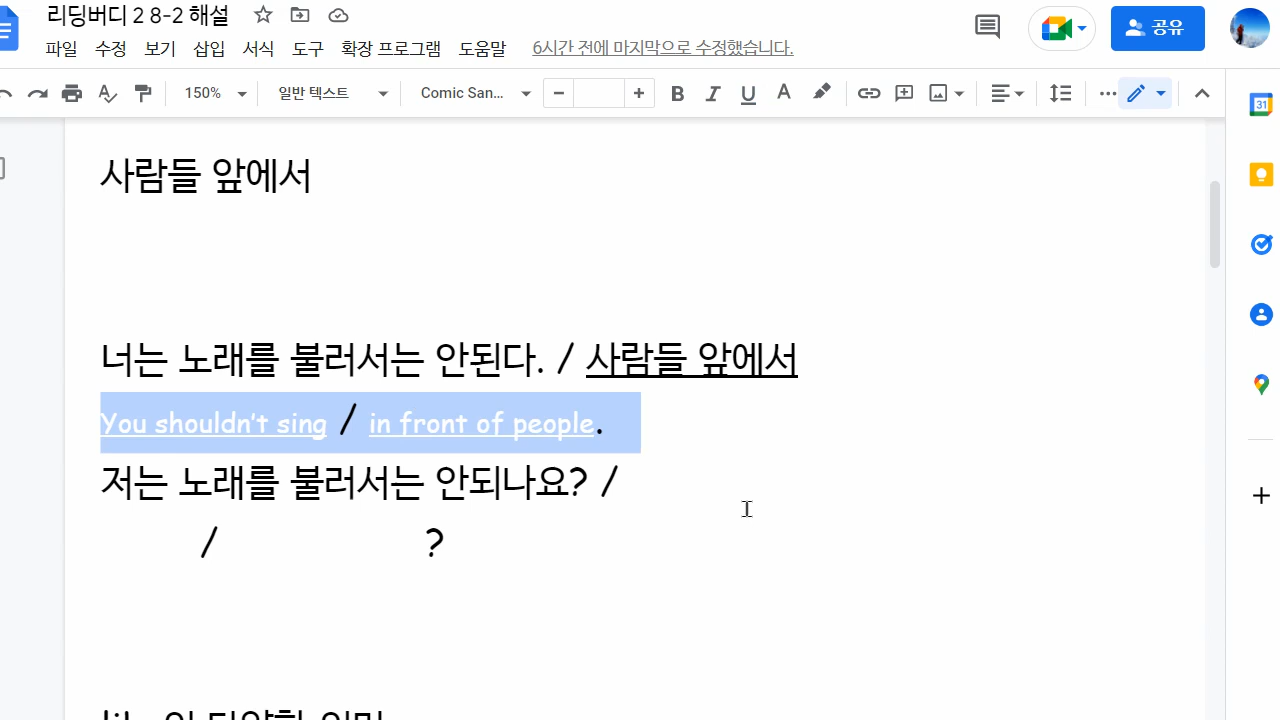 리딩버디 2 8-2 해설
파일 수정 보기 삽입 서식 도구 확장 프로그램 도움말 6시간 전에 마지막으로 수정했습니다.
공유
150% 일반 텍스트 Comic San... − + B I U A ...
31
사람들 앞에서
너는 노래를 불러서는 안된다. / 사람들 앞에서
You shouldn't sing / in front of people.
저는 노래를 불러서는 안되나요? /
/ ?